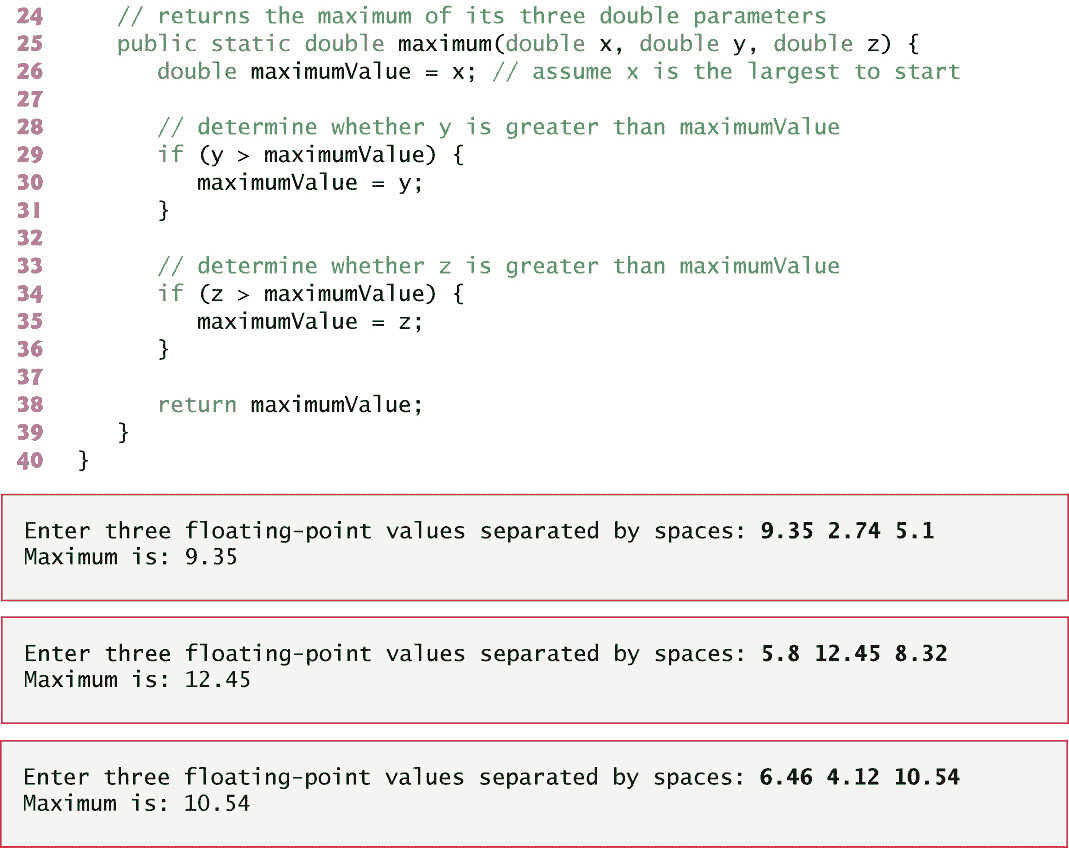 24 // returns the maximum of its three double parameters
25 public static double maximum(double x, double y, double z) {
26 double maximumValue = x; // assume x is the largest to start
27
28 // determine whether y is greater than maximumValue
29 if (y > maximumValue) {
30 maximumValue = y;
31 }
32
33 // determine whether z is greater than maximumValue
34 if (z > maximumValue) {
35 maximumValue = z;
36 }
37
38 return maximumValue;
39 }
40 }
Enter three floating-point values separated by spaces: 9.35 2.74 5.1
Maximum is: 9.35
Enter three floating-point values separated by spaces: 5.8 12.45 8.32
Maximum is: 12.45
Enter three floating-point values separated by spaces: 6.46 4.12 10.54
Maximum is: 10.54